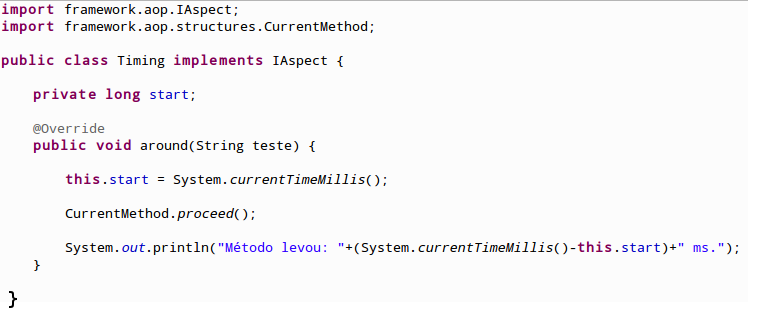 import framework.aop.IAspect;
import framework.aop.structures.CurrentMethod;
public class Timing implements IAspect {
private long start;
@Override
public void around(String teste) {
this.start = System.currentTimeMillis();
CurrentMethod.proceed();
System.out.println("Método levou: "+(System.currentTimeMillis()-this.start)+" ms.");
}
}